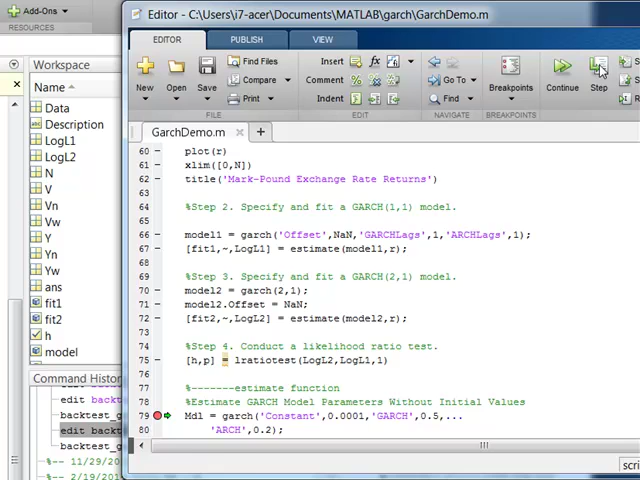 Editor - C:\Users\i7-acer\Documents\MATLAB\garch\GarchDemo.m
Add-Ons
RESOURCES
EDITOR
PUBLISH
VIEW
New
Open
Save
Find Files
Compare
Print
FILE
Insert
fx
Comment
Indent
EDIT
Go To
Find
NAVIGATE
Breakpoints
BREAKPOINTS
Continue
Step
Workspace
Name
Data
Description
LogL1
LogL2
N
V
Vn
Vw
Y
Yn
Yw
ans
fit1
fit2
h
model
Command History
edit
backtest_g
edit backt
backtest_g
%-- 11/29/20
%-- 2/19/20
GarchDemo.m
60 plot(r)
61 xlim([0,N])
62 title('Mark-Pound Exchange Rate Returns')
63
64 %Step 2. Specify and fit a GARCH(1,1) model.
65
66 model1 = garch('Offset',NaN,'GARCHLags',1,'ARCHLags',1);
67 [fit1,~,LogL1] = estimate(model1,r);
68
69 %Step 3. Specify and fit a GARCH(2,1) model.
70 model2 = garch(2,1);
71 model2.Offset = NaN;
72 [fit2,~,LogL2] = estimate(model2,r);
73
74 %Step 4. Conduct a likelihood ratio test.
75 [h,p] = lratiotest(LogL2,LogL1,1)
76
77 %-------estimate function
78 %Estimate GARCH Model Parameters Without Initial Values
79 Mdl = garch('Constant',0.0001,'GARCH',0.5,...
80 'ARCH',0.2);